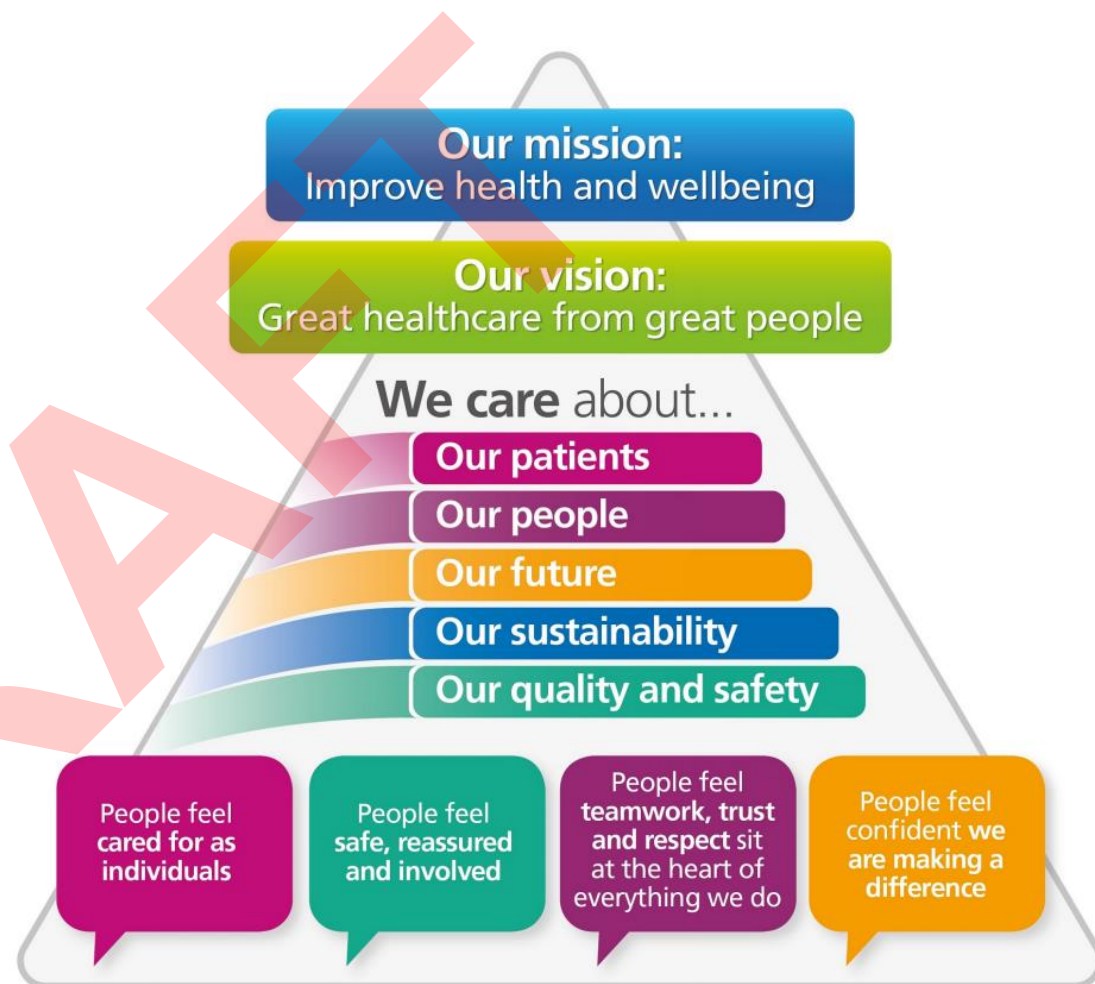 Our mission:
Improve health and wellbeing
Our vision:
Great healthcare from great people
We care about...
Our patients
Our people
Our future
Our sustainability
Our quality and safety
People feel
cared for as
individuals
People feel
safe, reassured
and involved
People feel
teamwork, trust
and respect sit
at the heart of
everything we do
People feel
confident we
are making a
difference